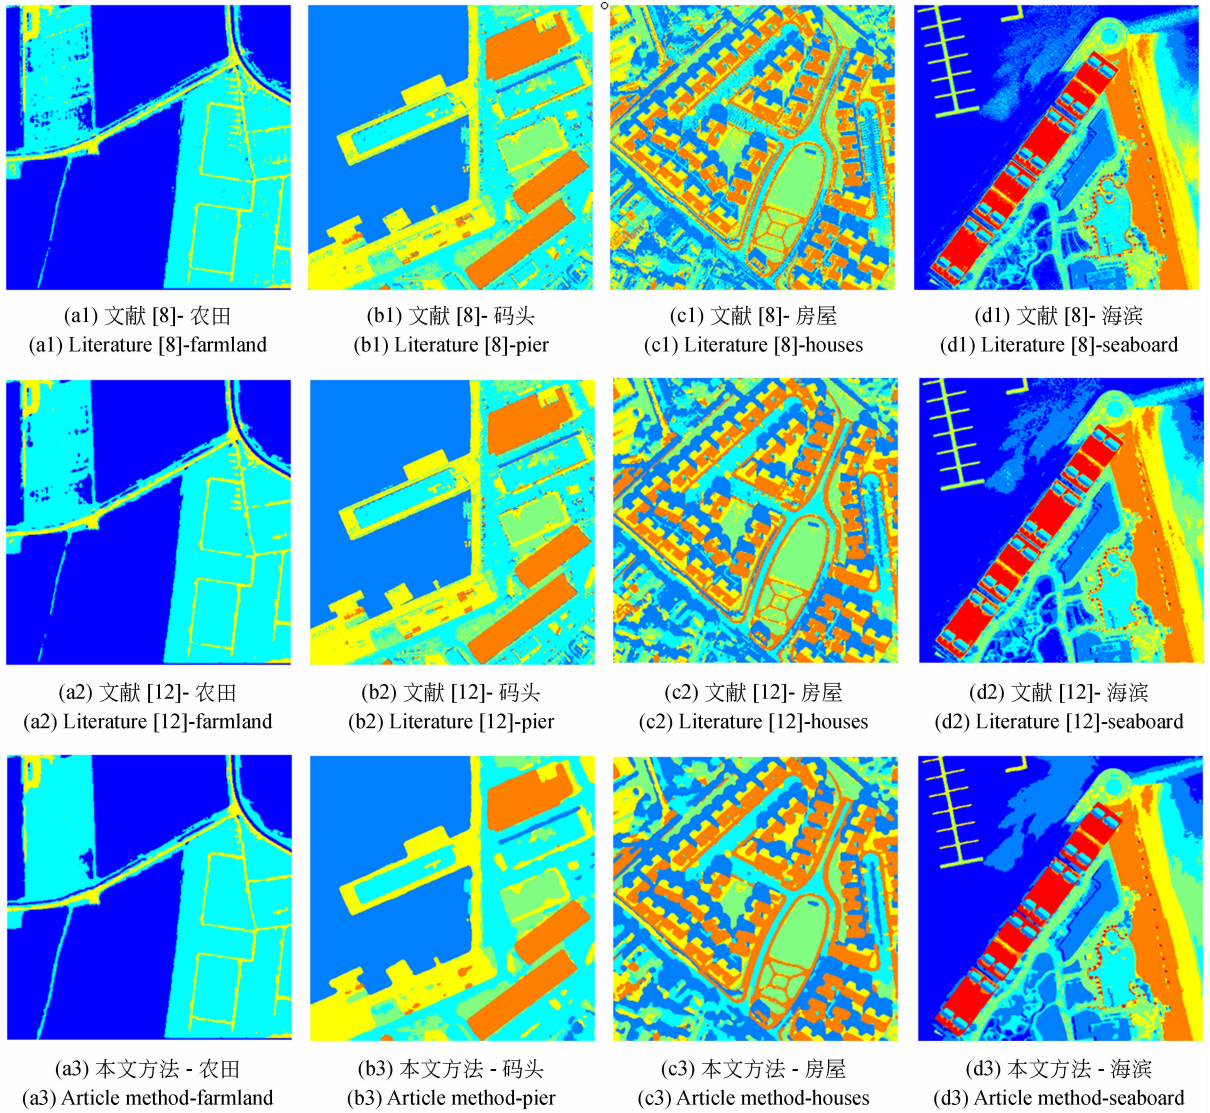 (a1) 文献 [8]- 农田
(a1) Literature [8]-farmland
(b1) 文献 [8]- 码头
(b1) Literature [8]-pier
(c1) 文献 [8]- 房屋
(c1) Literature [8]-houses
(d1) 文献 [8]- 海滨
(d1) Literature [8]-seaboard
(a2) 文献 [12]- 农田
(a2) Literature [12]-farmland
(b2) 文献 [12]- 码头
(b2) Literature [12]-pier
(c2) 文献 [12]- 房屋
(c2) Literature [12]-houses
(d2) 文献 [12]- 海滨
(d2) Literature [12]-seaboard
(a3) 本文方法 - 农田
(a3) Article method-farmland
(b3) 本文方法 - 码头
(b3) Article method-pier
(c3) 本文方法 - 房屋
(c3) Article method-houses
(d3) 本文方法 - 海滨
(d3) Article method-seaboard